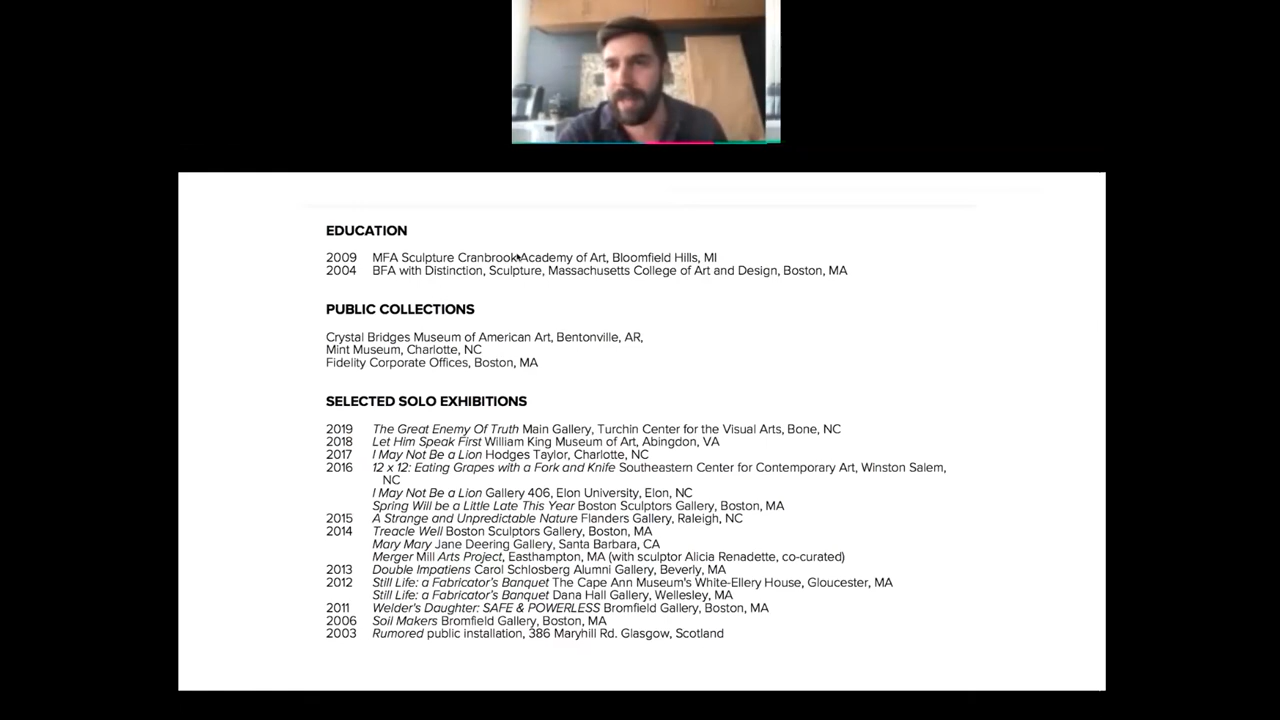 EDUCATION
2009 MFA Sculpture Cranbrook Academy of Art, Bloomfield Hills, MI
2004 BFA with Distinction, Sculpture, Massachusetts College of Art and Design, Boston, MA
PUBLIC COLLECTIONS
Crystal Bridges Museum of American Art, Bentonville, AR,
Mint Museum, Charlotte, NC
Fidelity Corporate Offices, Boston, MA
SELECTED SOLO EXHIBITIONS
2019 The Great Enemy Of Truth Main Gallery, Turchin Center for the Visual Arts, Bone, NC
2018 Let Him Speak First William King Museum of Art, Abingdon, VA
2017 I May Not Be a Lion Hodges Taylor, Charlotte, NC
2016 12 x 12: Eating Grapes with a Fork and Knife Southeastern Center for Contemporary Art, Winston Salem,
NC
I May Not Be a Lion Gallery 406, Elon University, Elon, NC
Spring Will be a Little Late This Year Boston Sculptors Gallery, Boston, MA
2015 A Strange and Unpredictable Nature Flanders Gallery, Raleigh, NC
2014 Treacle Well Boston Sculptors Gallery, Boston, MA
Mary Mary Jane Deering Gallery, Santa Barbara, CA
Merger Mill Arts Project, Easthampton, MA (with sculptor Alicia Renadette, co-curated)
2013 Double Impatiens Carol Schlosberg Alumni Gallery, Beverly, MA
2012 Still Life: a Fabricator's Banquet The Cape Ann Museum's White-Ellery House, Gloucester, MA
Still Life: a Fabricator's Banquet Dana Hall Gallery, Wellesley, MA
2011 Welder's Daughter: SAFE & POWERLESS Bromfield Gallery, Boston, MA
2006 Soil Makers Bromfield Gallery, Boston, MA
2003 Rumored public installation, 386 Maryhill Rd. Glasgow, Scotland